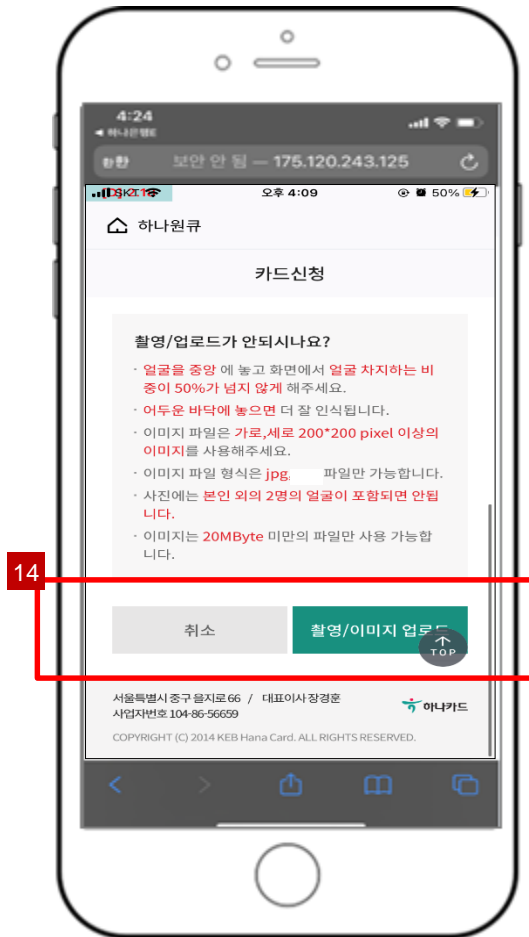 4:24
보안 안 됨 — 175.120.243.125
SKT
오후 4:09
50%
하나원큐
카드신청
촬영/업로드가 안되시나요?
· 얼굴을 중앙 에 놓고 화면에서 얼굴 차지하는 비
중이 50%가 넘지 않게 해주세요.
· 어두운 바닥에 놓으면 더 잘 인식됩니다.
· 이미지 파일은 가로,세로 200*200 pixel 이상의
이미지를 사용해주세요.
· 이미지 파일 형식은 jpg, 파일만 가능합니다.
· 사진에는 본인 외의 2명의 얼굴이 포함되면 안됩
니다.
· 이미지는 20MByte 미만의 파일만 사용 가능합
니다.
14
취소
촬영/이미지 업로드
TOP
서울특별시 중구 을지로 66 / 대표이사 장경훈
사업자번호 104-86-56659
하나카드
COPYRIGHT (C) 2014 KEB Hana Card. ALL RIGHTS RESERVED.